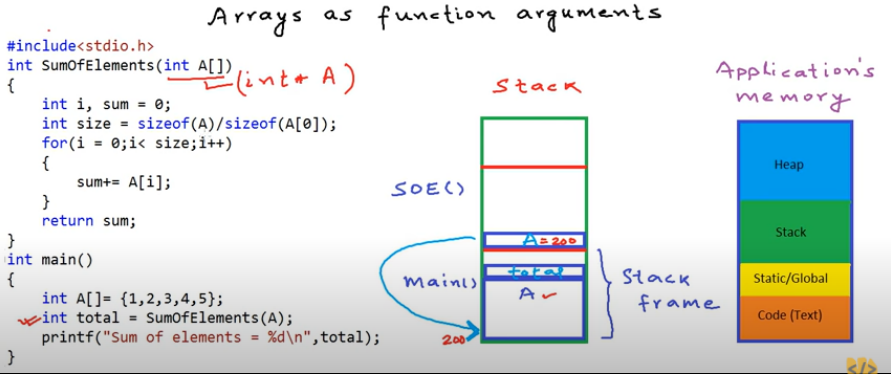 Arrays as function arguments
#include<stdio.h>
int SumOfElements(int A[])
(int* A)
{
int i, sum = 0;
int size = sizeof(A)/sizeof(A[0]);
for(i = 0;i< size;i++)
{
sum+= A[i];
}
return sum;
}
int main()
{
int A[]= {1,2,3,4,5};
int total = SumOfElements(A);
printf("Sum of elements = %d\n",total);
}
Stack
SOE()
A=200
Main()
total
A
200
Stack
frame
Application's
memory
Heap
Stack
Static/Global
Code (Text)
</>